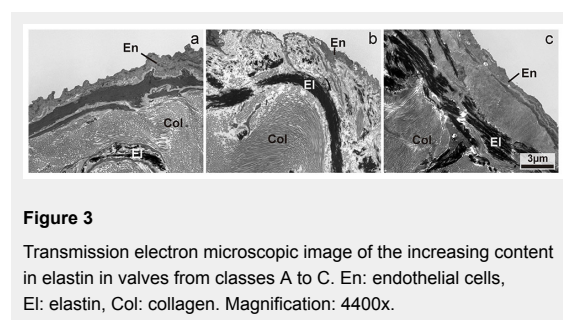 a
En
Col
El
b
En
El
Col
c
En
Col
El
3µm
Figure 3
Transmission electron microscopic image of the increasing content
in elastin in valves from classes A to C. En: endothelial cells,
El: elastin, Col: collagen. Magnification: 4400x.